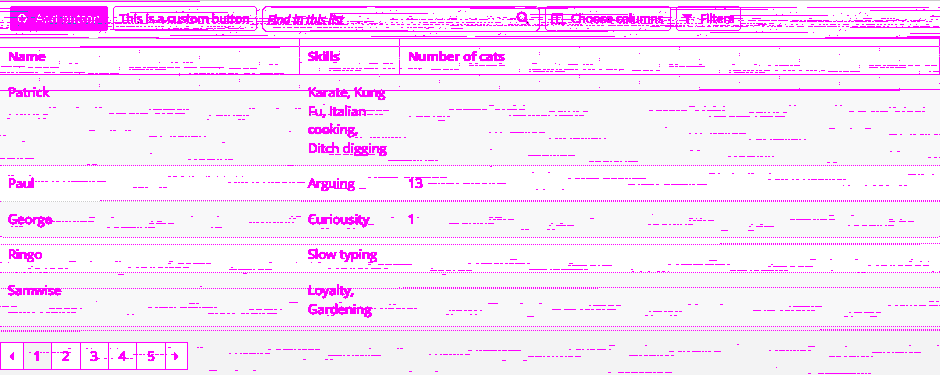 Add button This is a custom button Find in this list Choose columns Filters
Name Skills Number of cats
Patrick Karate, Kung
Fu, Italian
cooking,
Ditch digging
Paul Arguing 13
George Curiousity 1
Ringo Slow typing
Samwise Loyalty,
Gardening
1 2 3 4 5